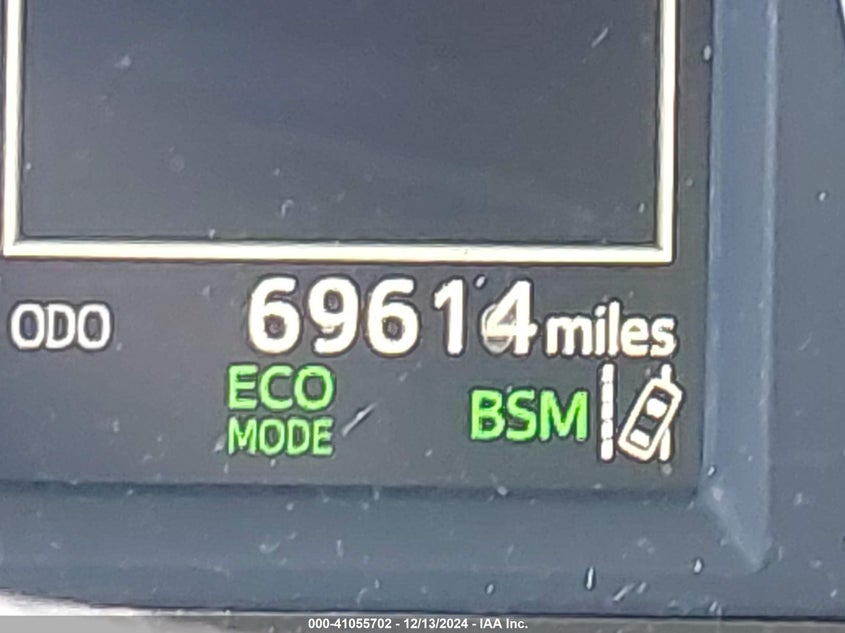 ODO 69614 miles
ECO
MODE BSM
000-41055702 - 12/13/2024 - IAA Inc.